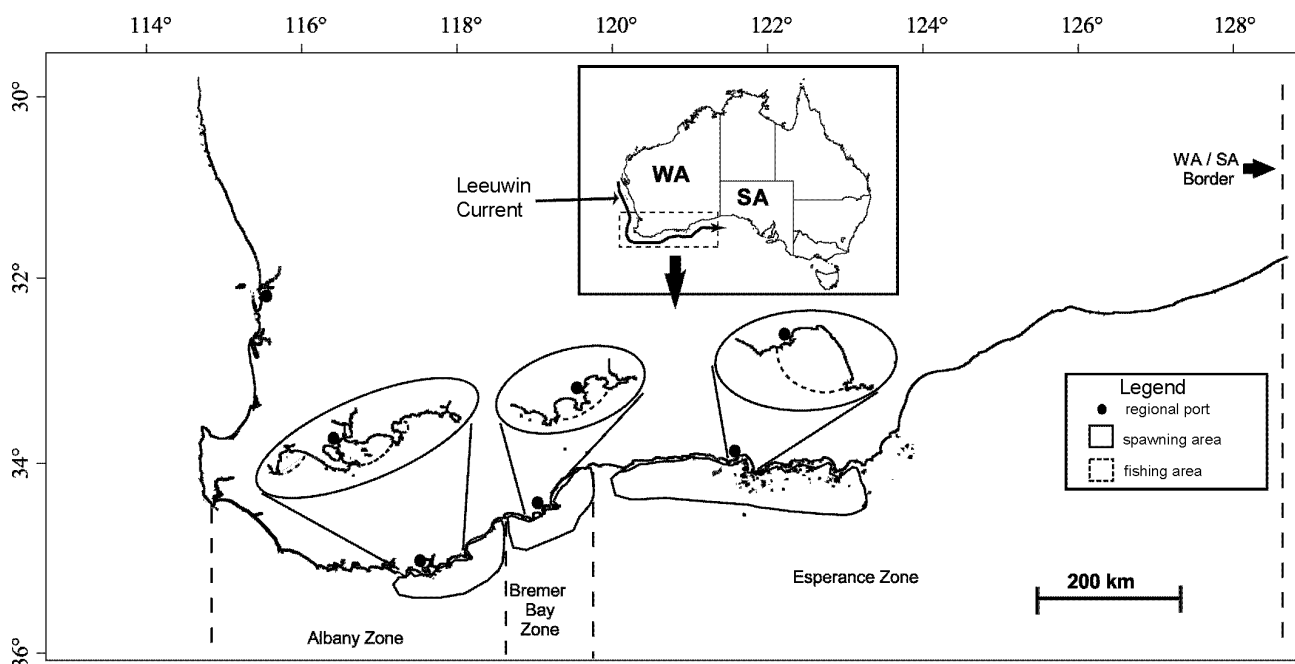 114° 116° 118° 120° 122° 124° 126° 128°
30°
32°
34°
36°
WA
SA
Leeuwin
Current
WA / SA
Border
Legend
regional port
spawning area
fishing area
200 km
Esperance Zone
Bremer
Bay
Zone
Albany Zone